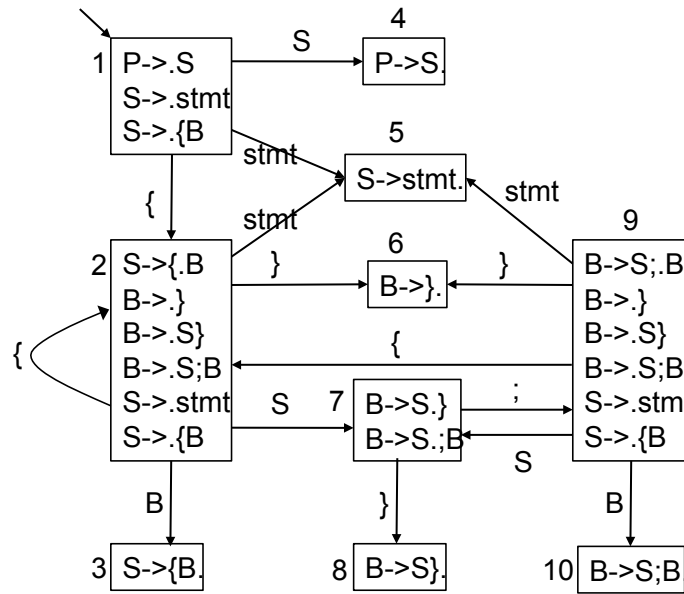 4
S
1
P->.S
S->.stmt
S->.{B
P->S.
5
stmt
S->stmt.
stmt
{
stmt
9
6
2
S->{.B
B->.}
B->.S}
B->.S;B
S->.stmt
S->.{B
}
B->}.
}
B->S;.B
B->.}
B->.S}
B->.S;B
S->.stm
S->.{B
{
{
S
7
B->S.}
B->S.;B
;
S
B
}
B
3
S->{B.
8
B->S}.
10
B->S;B